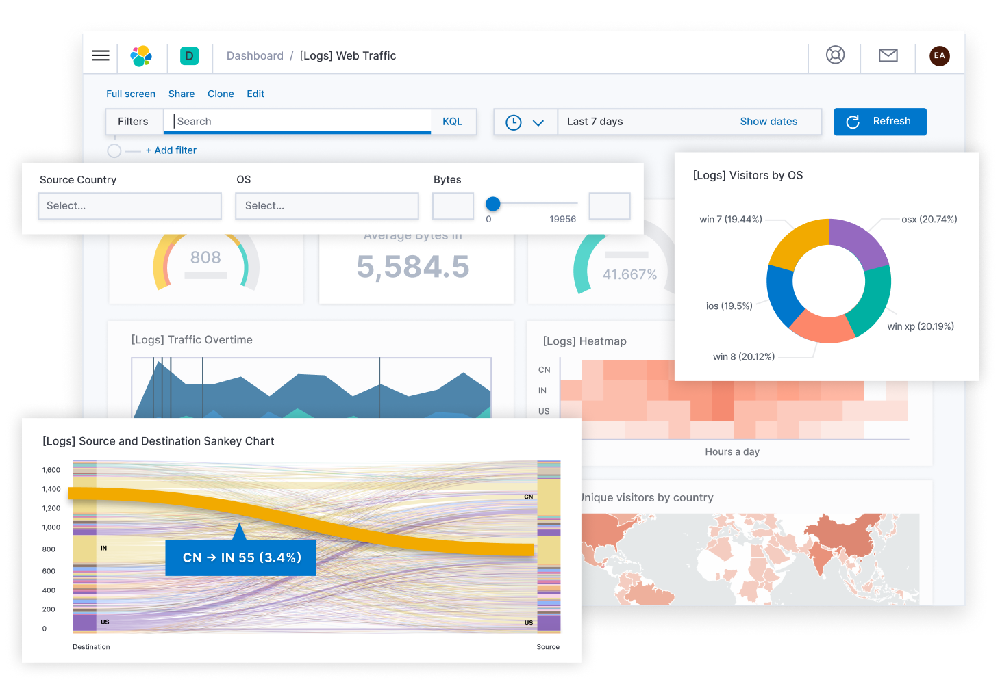 D
Dashboard / [Logs] Web Traffic
EA
Full screen Share Clone Edit
Filters Search KQL
Last 7 days Show dates
Refresh
+ Add filter
Source Country OS Bytes
Select... Select...
0 19956
[Logs] Visitors by OS
win 7 (19.44%)
osx (20.74%)
ios (19.5%)
win xp (20.19%)
win 8 (20.12%)
808
Average Bytes In
5,584.5
41.667%
[Logs] Traffic Overtime
[Logs] Heatmap
CN
IN
US
Hours a day
[Logs] Source and Destination Sankey Chart
1,600
1,400
1,200
1,000
800
600
400
200
0
CN
IN
CN → IN 55 (3.4%)
US
US
Destination
Source
Unique visitors by country